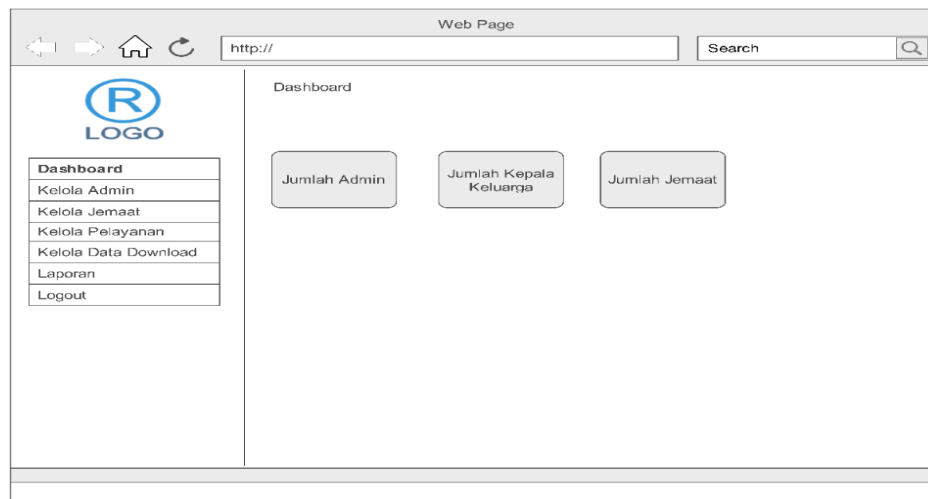 Web Page
http://
Search
R
LOGO
Dashboard
Kelola Admin
Kelola Jemaat
Kelola Pelayanan
Kelola Data Download
Laporan
Logout
Dashboard
Jumlah Admin
Jumlah Kepala
Keluarga
Jumlah Jemaat